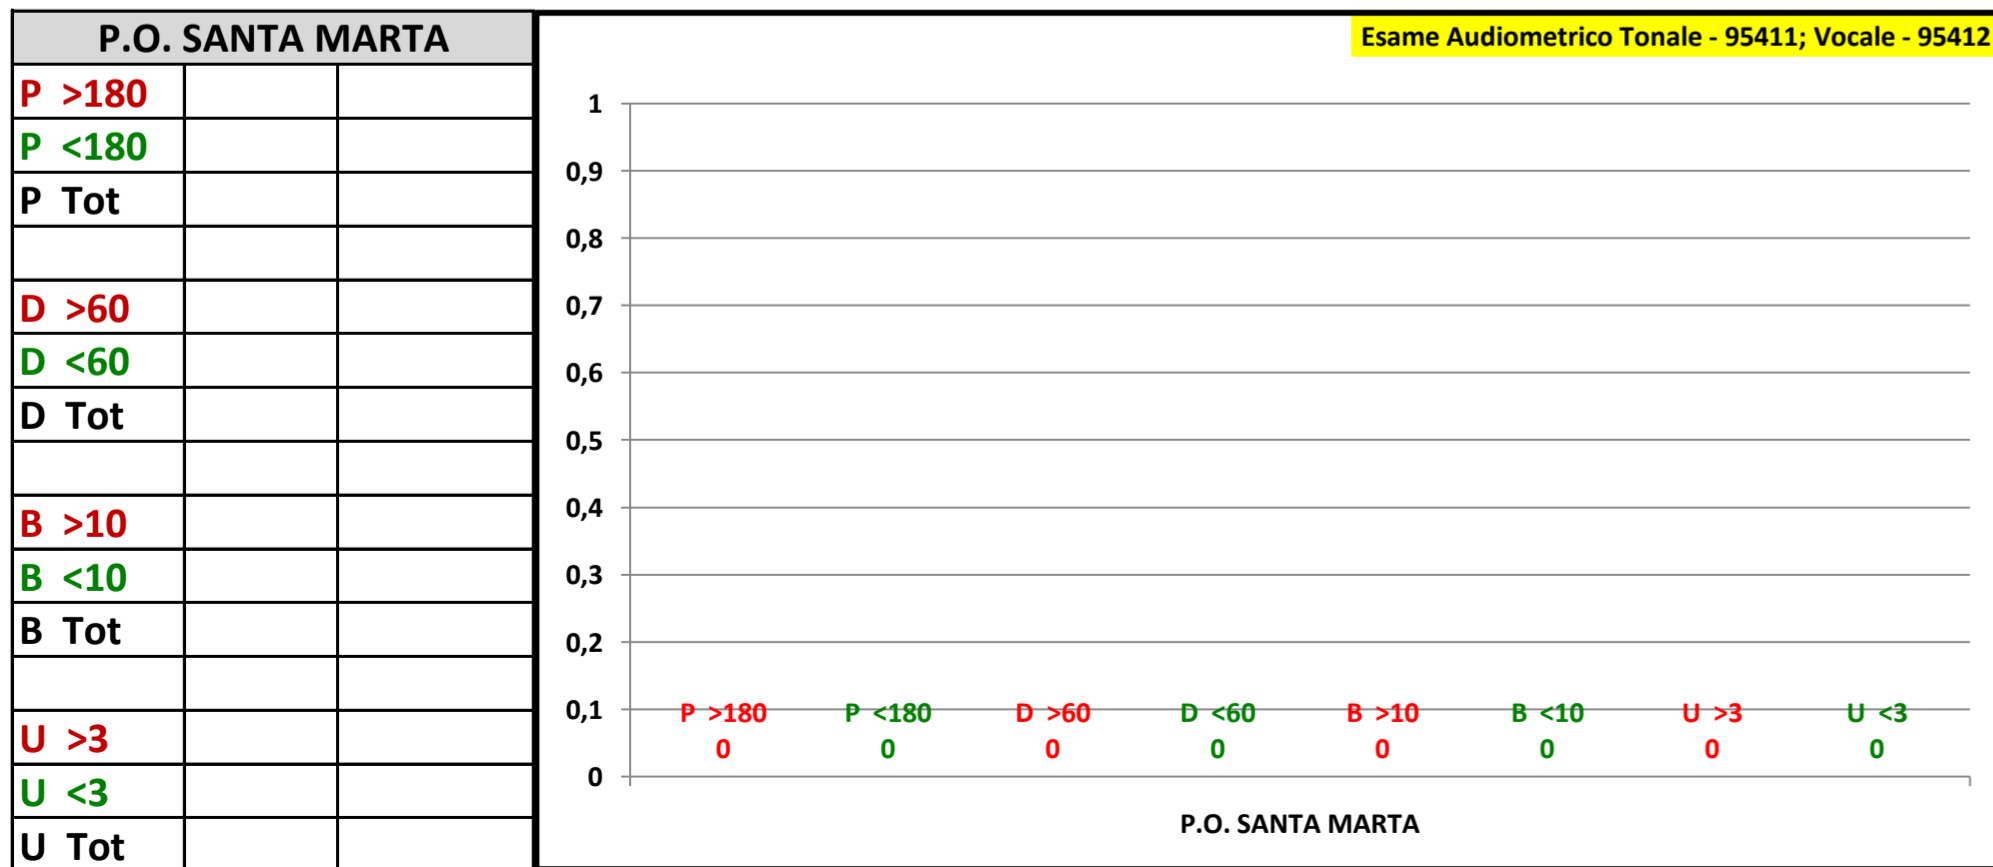 P.O. SANTA MARTA
P >180
P <180
P Tot
D >60
D <60
D Tot
B >10
B <10
B Tot
U >3
U <3
U Tot
Esame Audiometrico Tonale - 95411; Vocale - 95412
1
0,9
0,8
0,7
0,6
0,5
0,4
0,3
0,2
0,1
0
P >180 P <180 D >60 D <60 B >10 B <10 U >3 U <3
0 0 0 0 0 0 0 0
P.O. SANTA MARTA